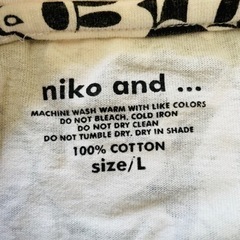 niko and ...
MACHINE WASH WARM WITH LIKE COLORS
DO NOT BLEACH. COLD IRON
DO NOT DRY CLEAN
DO NOT TUMBLE DRY. DRY IN SHADE
100% COTTON
size/L